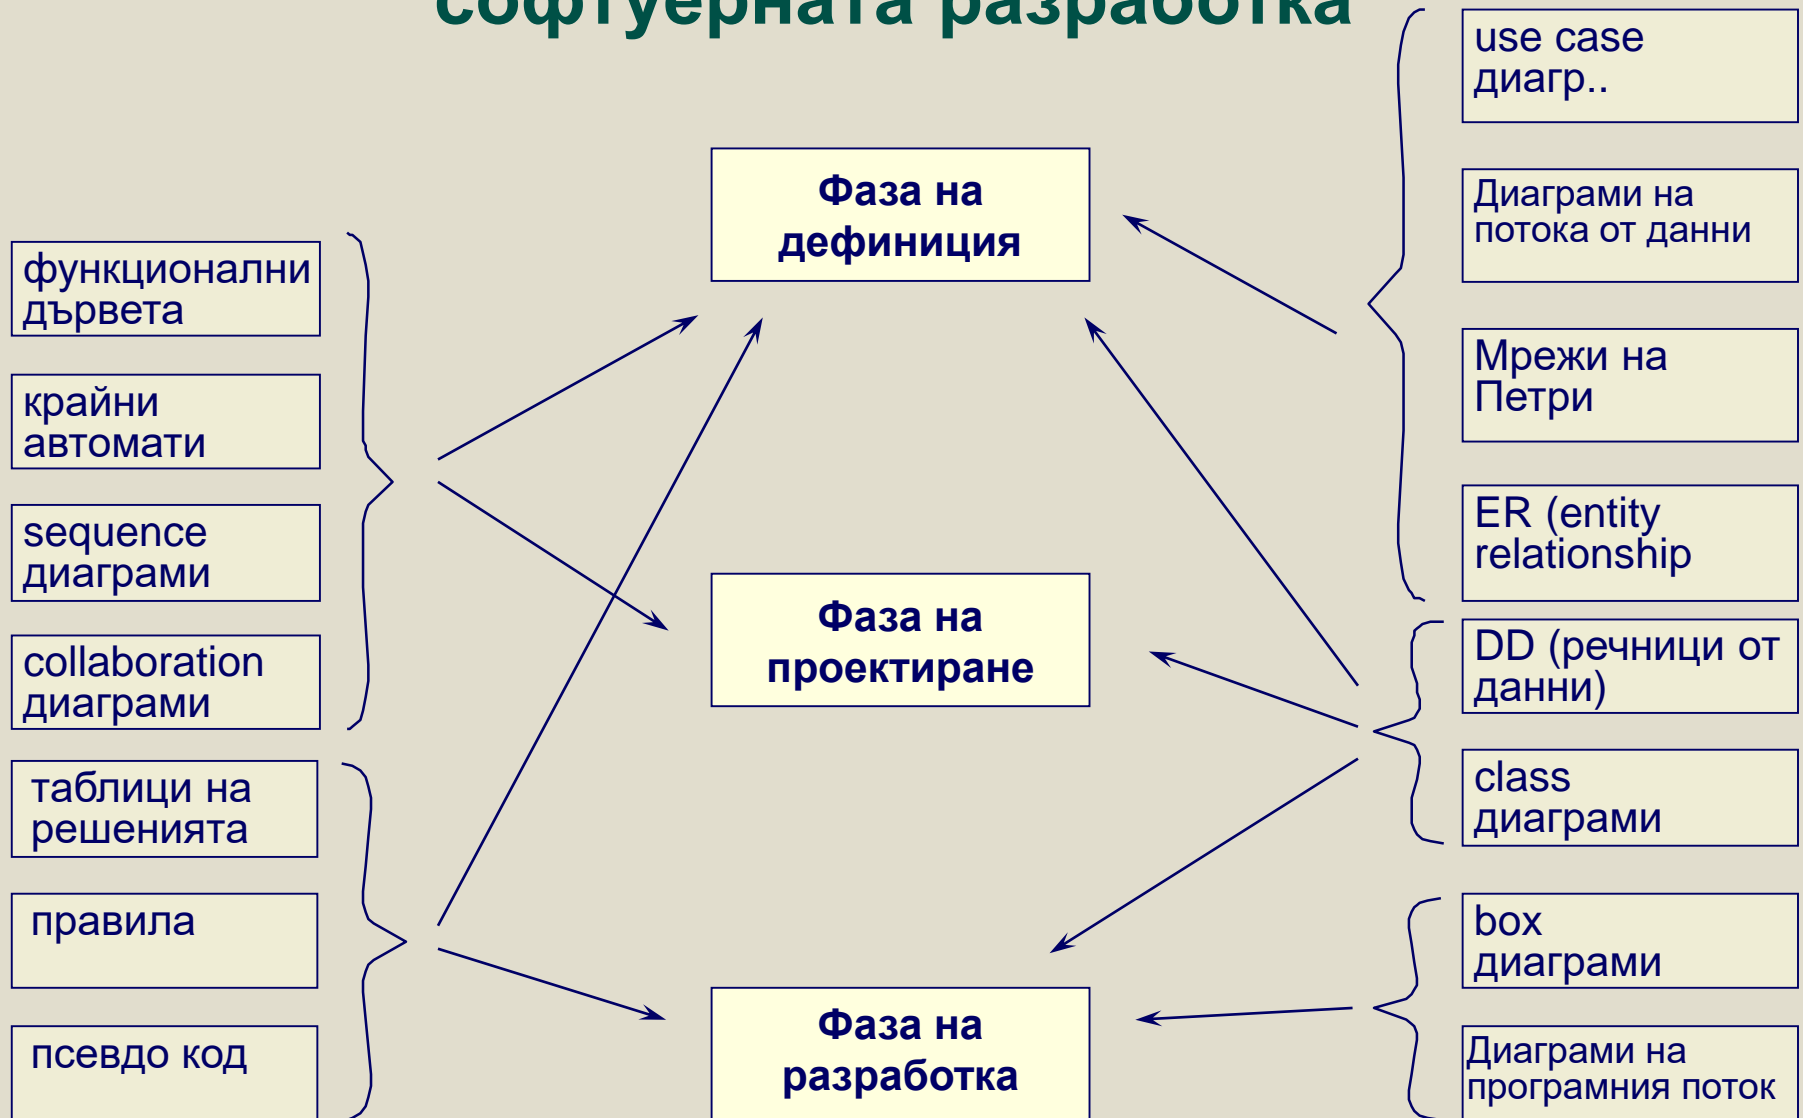 софтуерната разработка
функционални
дървета
крайни
автомати
sequence
диаграми
collaboration
диаграми
таблици на
решенията
правила
псевдо код
Фаза на
дефиниция
Фаза на
проектиране
Фаза на
разработка
use case
диагр..
Диаграми на
потока от данни
Мрежи на
Петри
ER (entity
relationship
DD (речници от
данни)
class
диаграми
box
диаграми
Диаграми на
програмния поток